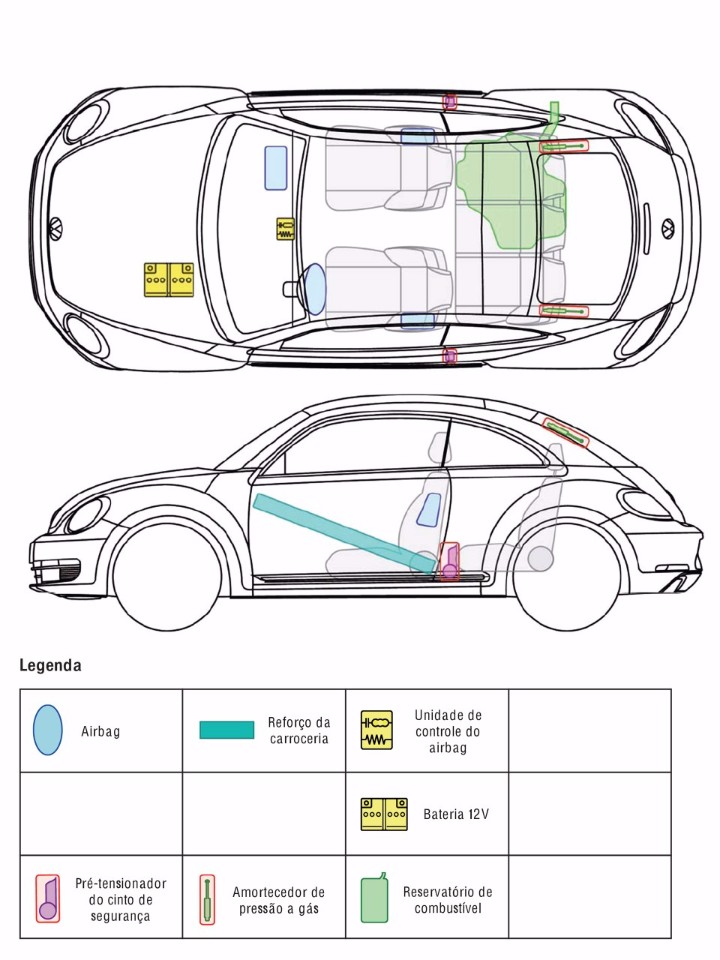 Legenda
Airbag
Reforço da
carroceria
Unidade de
controle do
airbag
Bateria 12V
Pré-tensionador
do cinto de
segurança
Amortecedor de
pressão a gás
Reservatório de
combustível